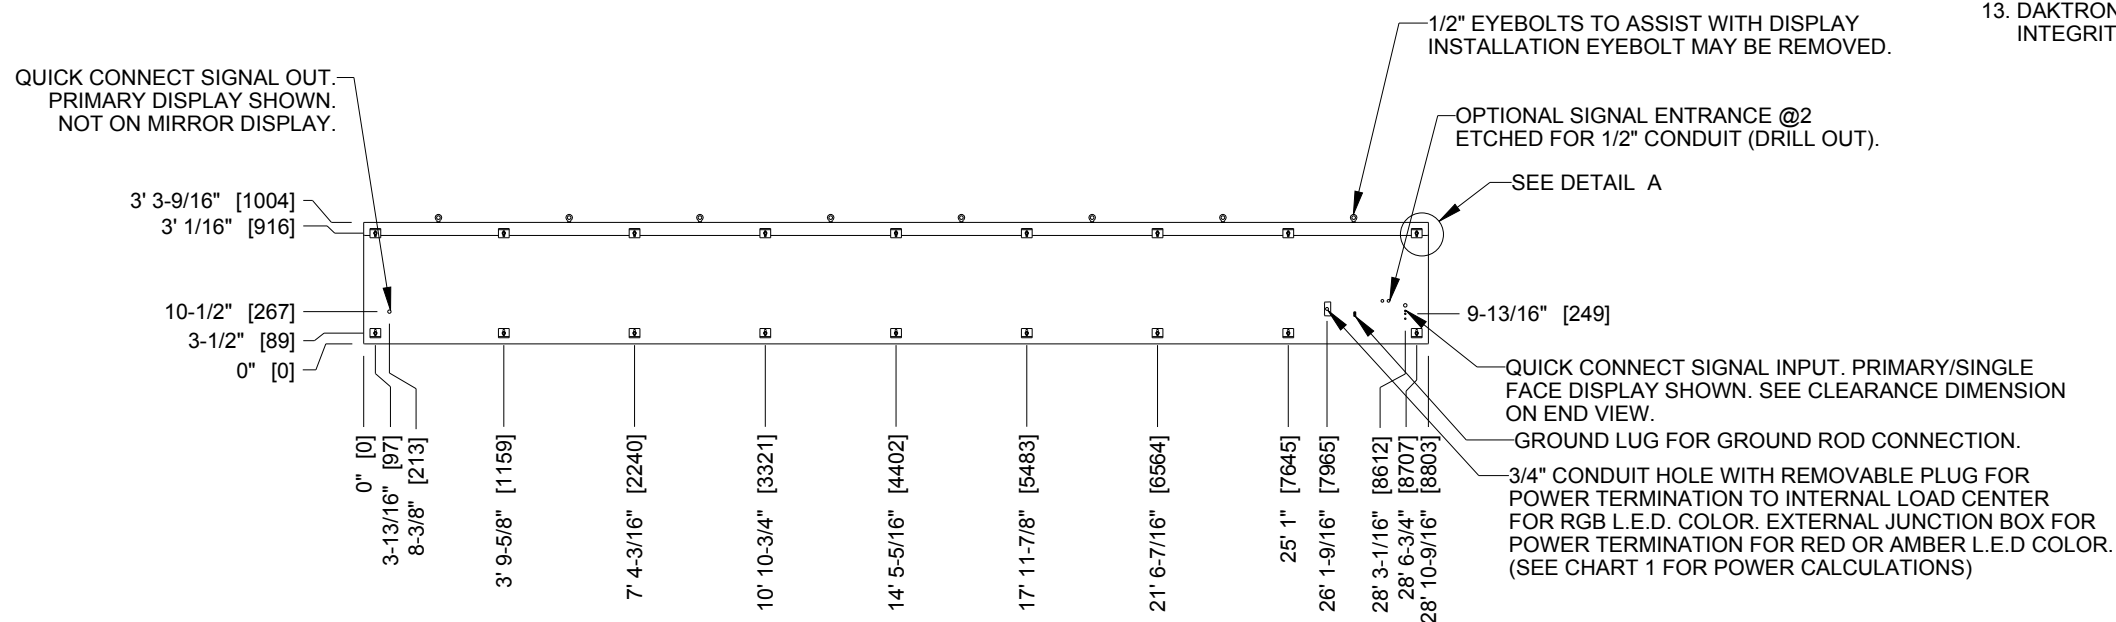 13. DAKTRON
INTEGRIT
1/2" EYEBOLTS TO ASSIST WITH DISPLAY
INSTALLATION EYEBOLT MAY BE REMOVED.
QUICK CONNECT SIGNAL OUT.
PRIMARY DISPLAY SHOWN.
NOT ON MIRROR DISPLAY.
OPTIONAL SIGNAL ENTRANCE @2
ETCHED FOR 1/2" CONDUIT (DRILL OUT).
SEE DETAIL A
3' 3-9/16" [1004]
3' 1/16" [916]
10-1/2" [267]
3-1/2" [89]
0" [0]
9-13/16" [249]
QUICK CONNECT SIGNAL INPUT. PRIMARY/SINGLE
FACE DISPLAY SHOWN. SEE CLEARANCE DIMENSION
ON END VIEW.
GROUND LUG FOR GROUND ROD CONNECTION.
3/4" CONDUIT HOLE WITH REMOVABLE PLUG FOR
POWER TERMINATION TO INTERNAL LOAD CENTER
FOR RGB L.E.D. COLOR. EXTERNAL JUNCTION BOX FOR
POWER TERMINATION FOR RED OR AMBER L.E.D COLOR.
(SEE CHART 1 FOR POWER CALCULATIONS)
0" [0]
3-13/16" [97]
8-3/8" [213]
3' 9-5/8" [1159]
7' 4-3/16" [2240]
10' 10-3/4" [3321]
14' 5-5/16" [4402]
17' 11-7/8" [5483]
21' 6-7/16" [6564]
25' 1" [7645]
26' 1-9/16" [7965]
28' 3-1/16" [8612]
28' 6-3/4" [8707]
28' 10-9/16" [8803]